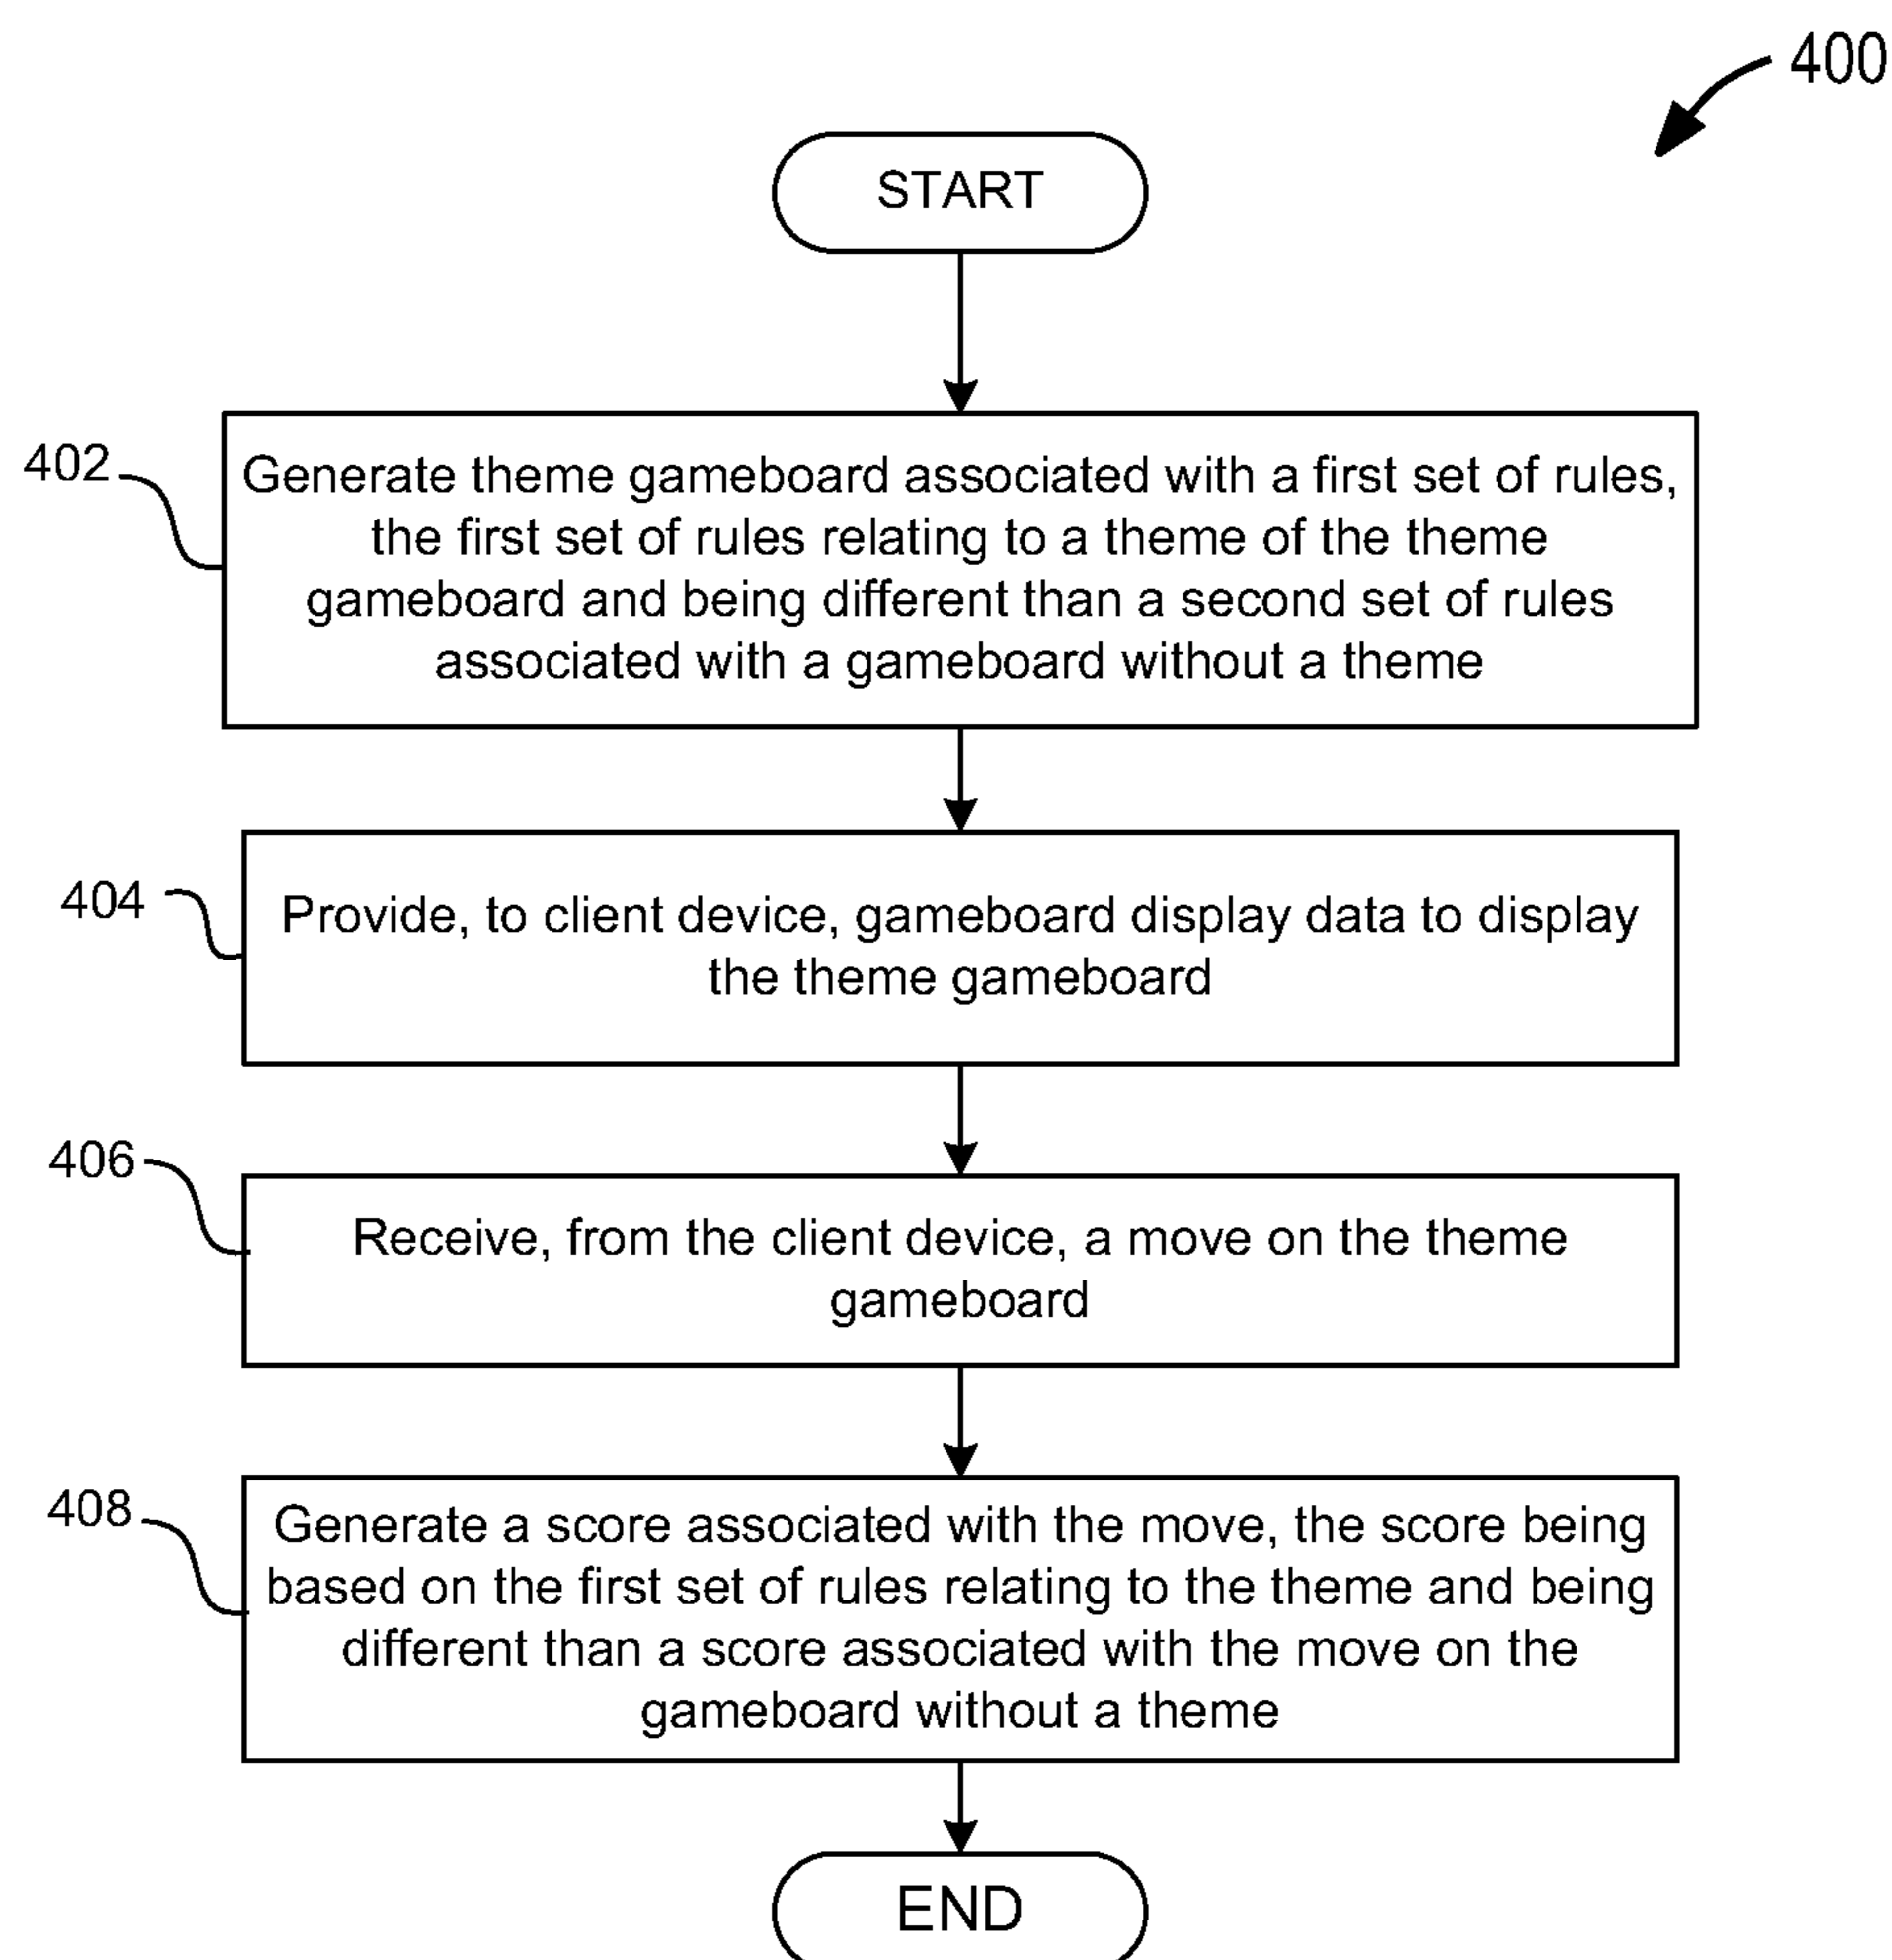 400
START
402
Generate theme gameboard associated with a first set of rules,
the first set of rules relating to a theme of the theme
gameboard and being different than a second set of rules
associated with a gameboard without a theme
404
Provide, to client device, gameboard display data to display
the theme gameboard
406
Receive, from the client device, a move on the theme
gameboard
408
Generate a score associated with the move, the score being
based on the first set of rules relating to the theme and being
different than a score associated with the move on the
gameboard without a theme
END